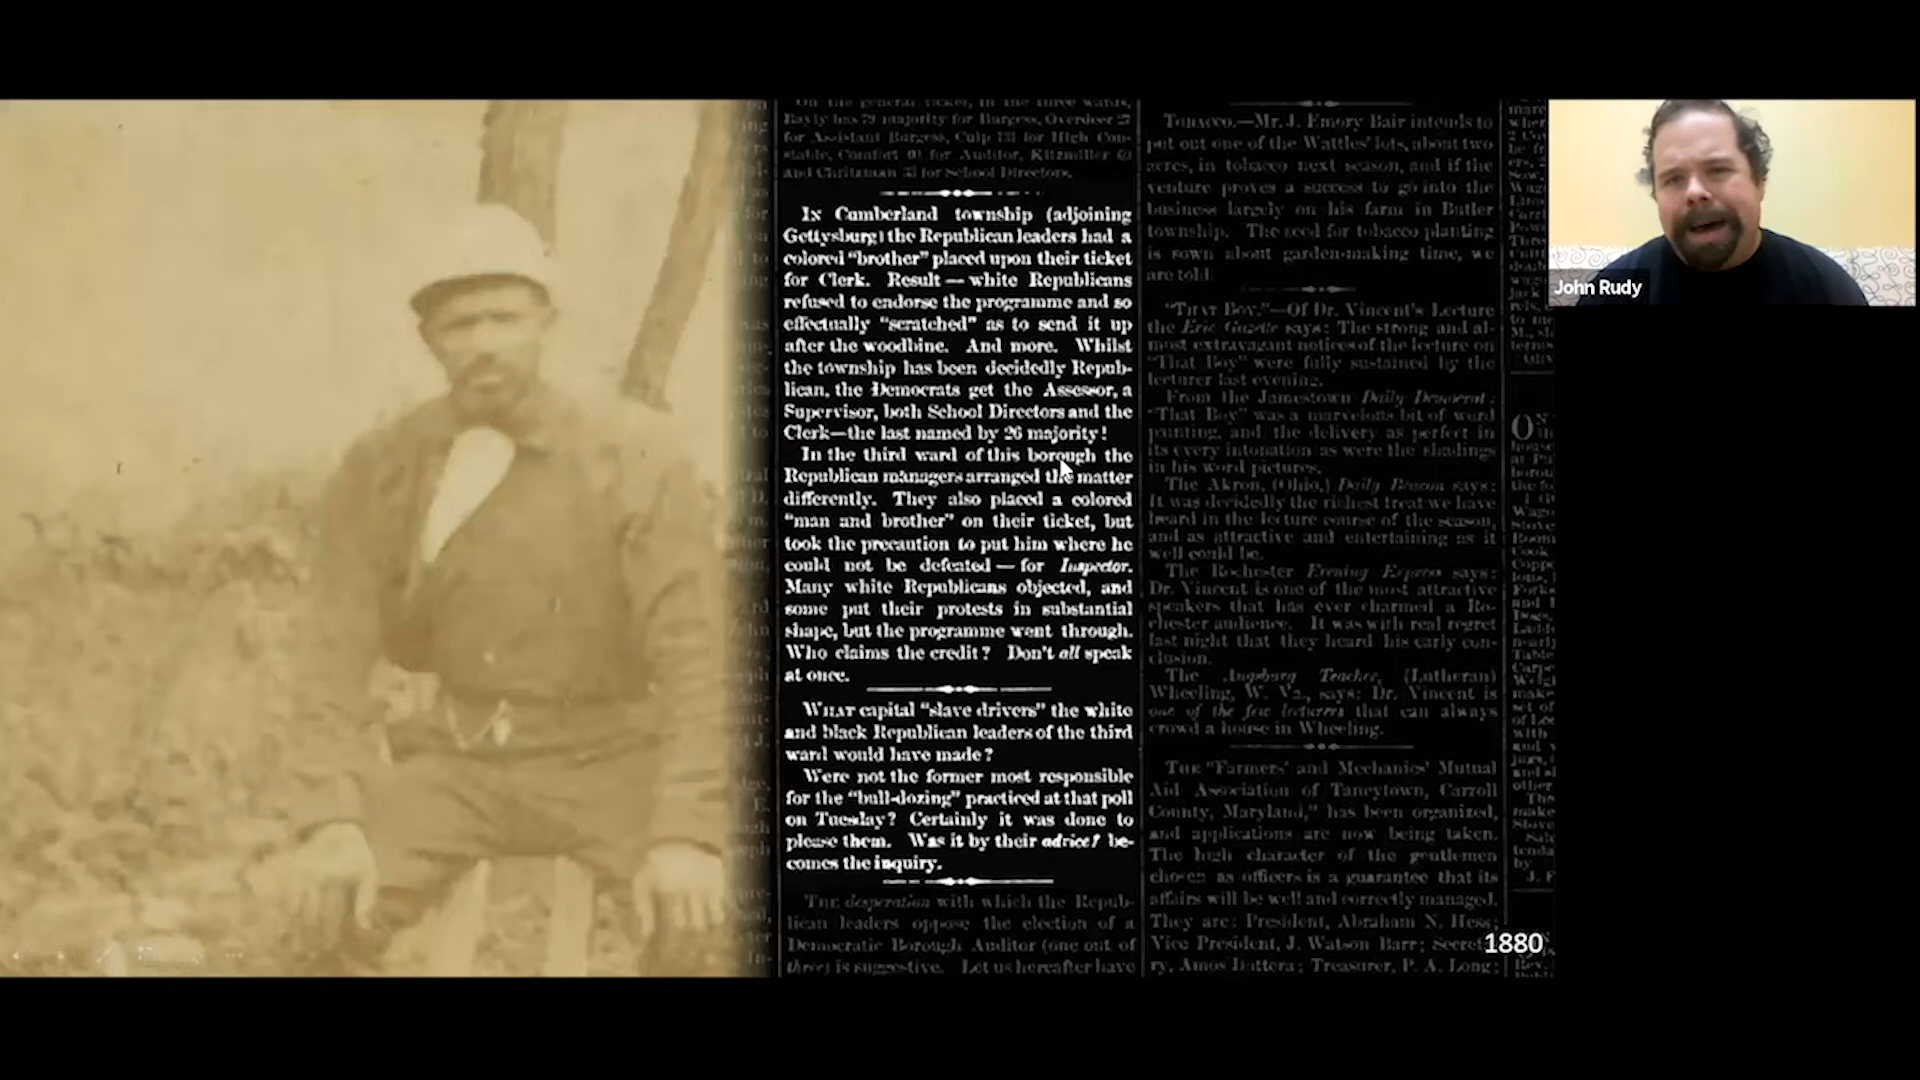 On the general ticket, in the three wards,
Bayly has 79 majority for Burgess, Overdeer 27
for Assistant Burgess, Culp 131 for High Con-
stable, Comfort for Auditor, Kitzmiller
and Chritzman for School Directors.
IN Cumberland township (adjoining
Gettysburg) the Republican leaders had a
colored "brother" placed upon their ticket
for Clerk. Result — white Republicans
refused to endorse the programme and so
effectually "scratched" as to send it up
after the woodbine. And more. Whilst
the township has been decidedly Repub-
lican, the Democrats get the Assessor, a
Supervisor, both School Directors and the
Clerk—the last named by 26 majority!
In the third ward of this borough the
Republican managers arranged the matter
differently. They also placed a colored
"man and brother" on their ticket, but
took the precaution to put him where he
could not be defeated — for Inspector.
Many white Republicans objected, and
some put their protests in substantial
shape, but the programme went through.
Who claims the credit? Don't all speak
at once.
WHAT capital "slave drivers" the white
and black Republican leaders of the third
ward would have made?
Were not the former most responsible
for the "bull-dozing" practiced at that poll
on Tuesday? Certainly it was done to
please them. Was it by their advice? be-
comes the inquiry.
THE desperation with which the Repub-
lican leaders oppose the election of a
Democratic Borough Auditor (one out of
three) is suggestive. Let us hereafter have
TOBACCO.—Mr. J. Emory Bair intends to
put out one of the Wattles' lots, about two
acres, in tobacco next season, and if the
venture proves a success to go into the
business largely on his farm in Butler
township. The seed for tobacco planting
is sown about garden-making time, we
are told.
"THAT BOY."—Of Dr. Vincent's Lecture
the Erie Gazette says: The strong and al-
most extravagant notices of the lecture on
"That Boy" were fully sustained by the
lecturer last evening.
From the Jamestown Daily Democrat:
"That Boy" was a marvelous bit of word
painting, and the delivery as perfect in
its every intonation as were the shadings
in his word pictures.
The Akron, (Ohio,) Daily Beacon says:
It was decidedly the richest treat we have
heard in the lecture course of the season,
and as attractive and entertaining as it
well could be.
The Rochester Evening Express says:
Dr. Vincent is one of the most attractive
speakers that has ever charmed a Ro-
chester audience. It was with real regret
last night that they heard his early con-
clusion.
The Augsburg Teacher, (Lutheran)
Wheeling, W. Va., says: Dr. Vincent is
one of the few lecturers that can always
crowd a house in Wheeling.
THE "Farmers' and Mechanics' Mutual
Aid Association of Taneytown, Carroll
County, Maryland," has been organized,
and applications are now being taken.
The high character of the gentlemen
chosen as officers is a guarantee that its
affairs will be well and correctly managed.
They are: President, Abraham N. Hess;
Vice President, J. Watson Barr; Secret
ry, Amos Duttera; Treasurer, P. A. Long;
1880
John Rudy